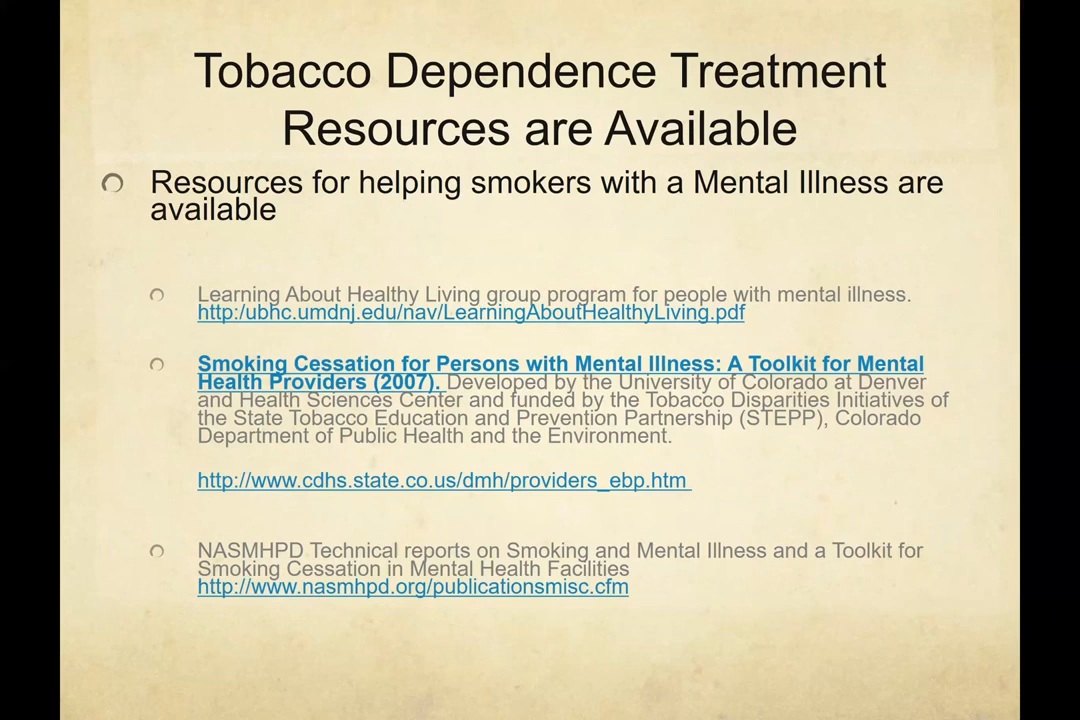 Tobacco Dependence Treatment
Resources are Available
Resources for helping smokers with a Mental Illness are
available
Learning About Healthy Living group program for people with mental illness.
http:/ubhc.umdnj.edu/nav/LearningAboutHealthyLiving.pdf
Smoking Cessation for Persons with Mental Illness: A Toolkit for Mental
Health Providers (2007). Developed by the University of Colorado at Denver
and Health Sciences Center and funded by the Tobacco Disparities Initiatives of
the State Tobacco Education and Prevention Partnership (STEPP), Colorado
Department of Public Health and the Environment.
http://www.cdhs.state.co.us/dmh/providers_ebp.htm
NASMHPD Technical reports on Smoking and Mental Illness and a Toolkit for
Smoking Cessation in Mental Health Facilities
http://www.nasmhpd.org/publicationsmisc.cfm